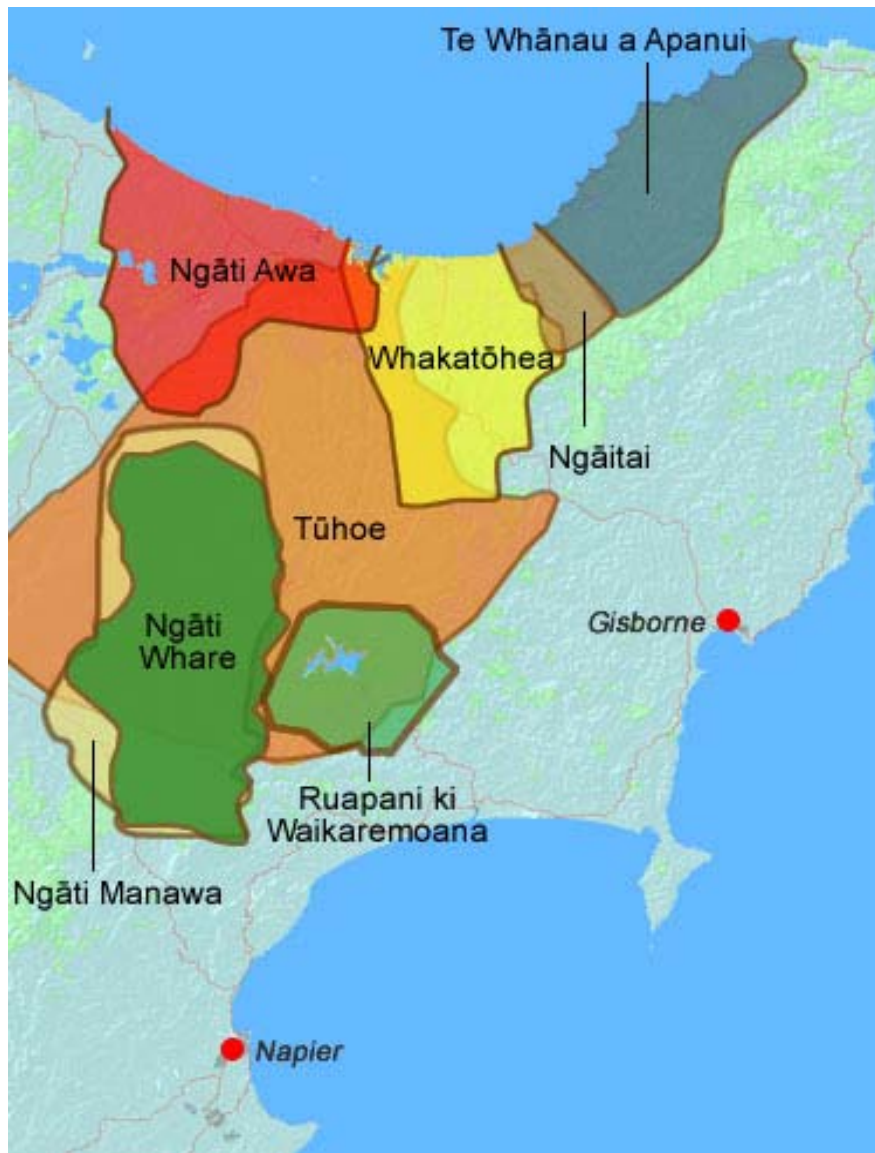 Te Whānau a Apanui
Ngāti Awa
Whakatōhea
Ngāitai
Tūhoe
Ngāti
Whare
Gisborne
Ruapani ki
Waikaremoana
Ngāti Manawa
Napier